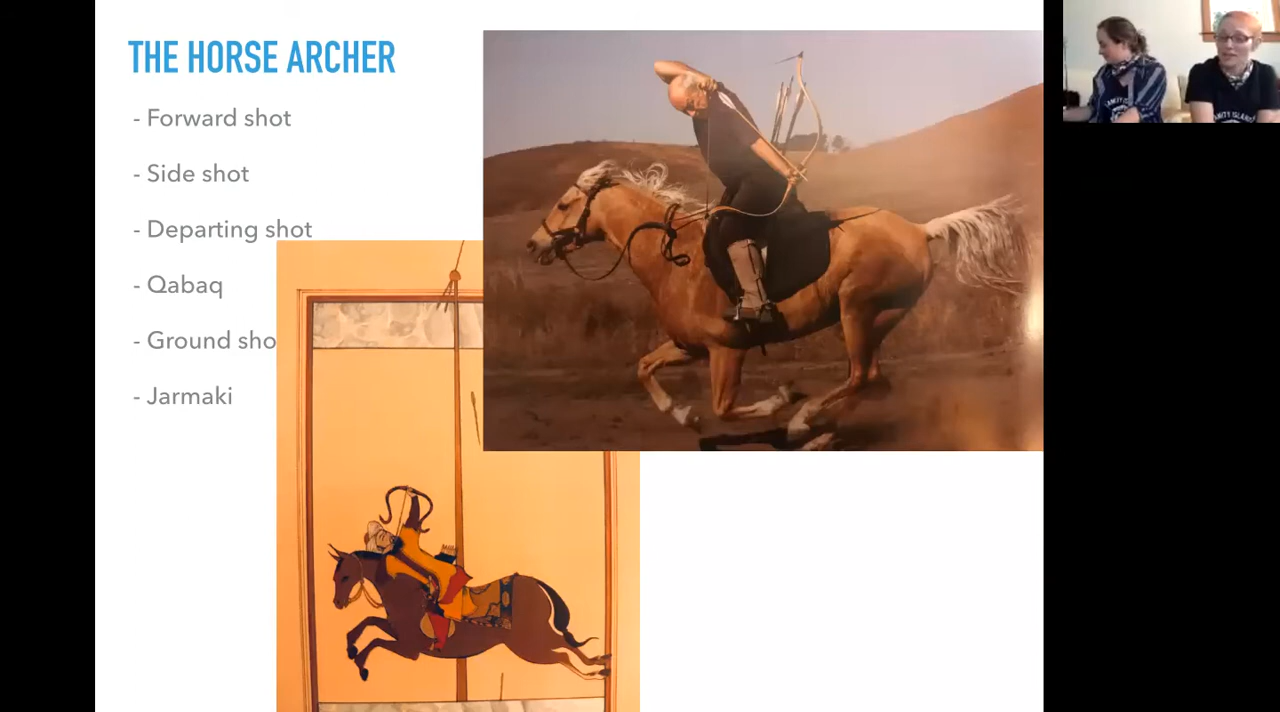 THE HORSE ARCHER
- Forward shot
- Side shot
- Departing shot
- Qabaq
- Ground sho
- Jarmaki